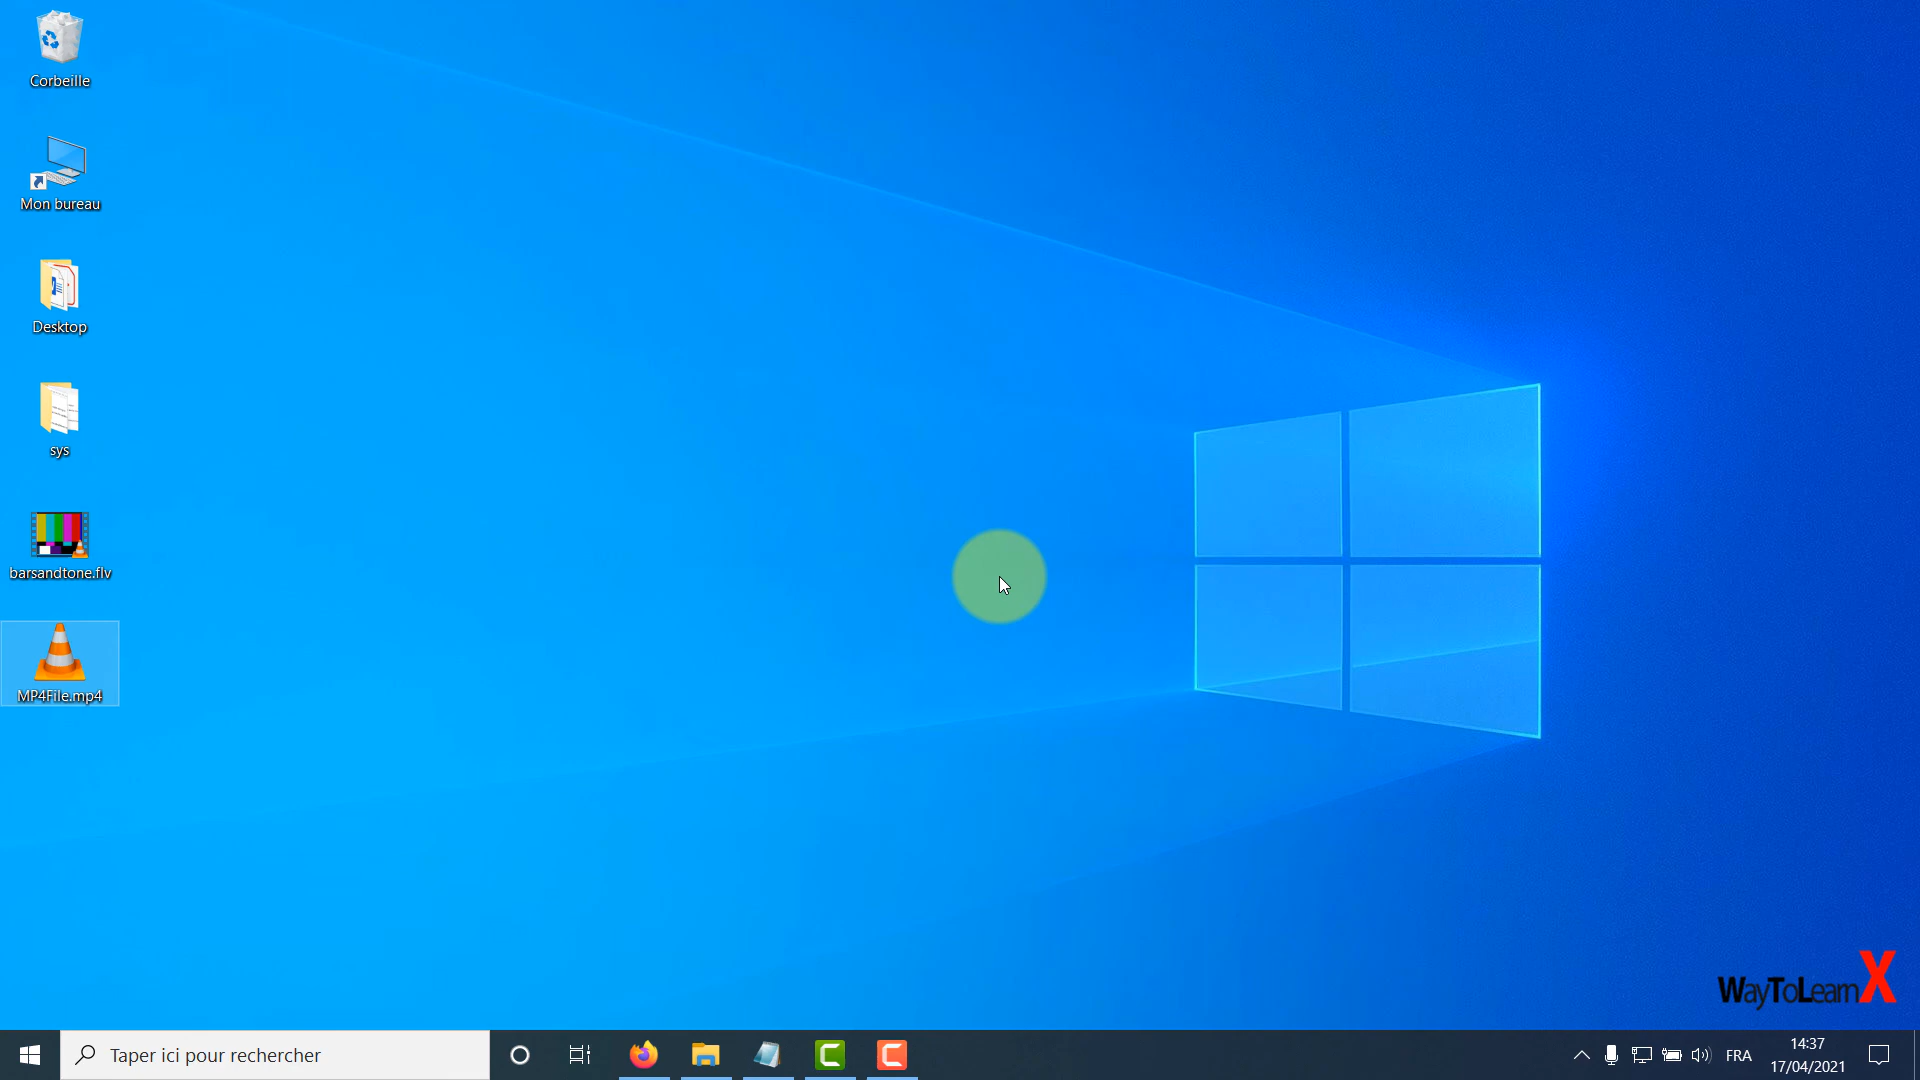 Corbeille
Mon bureau
Desktop
sys
barsandtone.flv
MP4File.mp4
WayToLearnX
Taper ici pour rechercher
FRA
14:37
17/04/2021